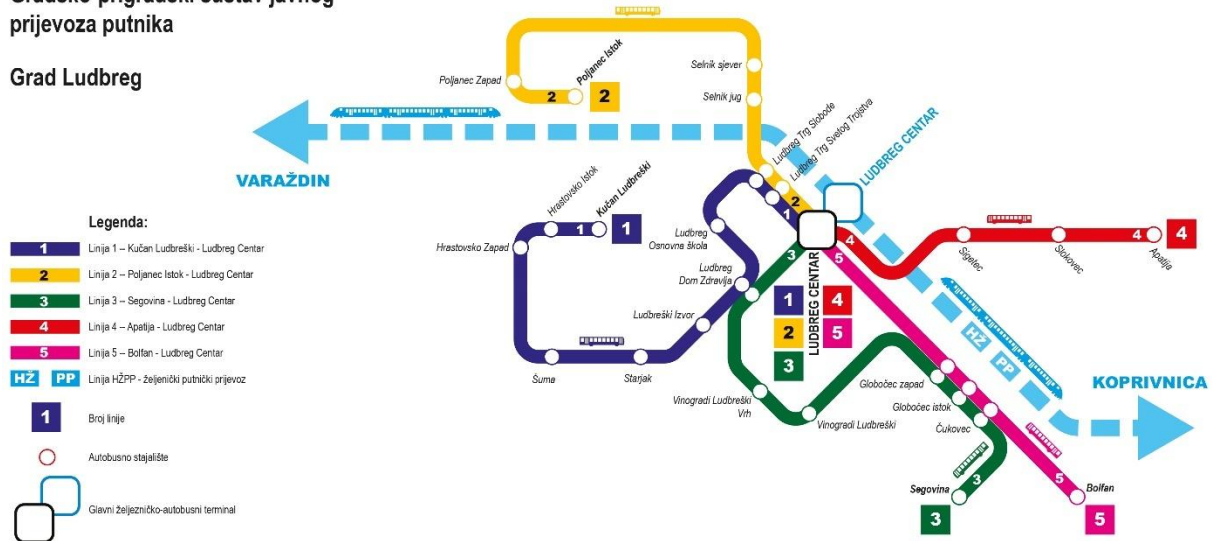 Gradsko-prigradski sustav javnog
prijevoza putnika
Grad Ludbreg
Poljanec Zapad
Poljanec Istok
2
2
Selnik sjever
Selnik jug
Ludbreg Trg Slobode
Ludbreg Trg Svetog Trojstva
LUDBREG CENTAR
VARAŽDIN
Hrastovsko Istok
Kučan Ludbreški
1
1
Hrastovsko Zapad
Ludbreg
Osnovna škola
Ludbreg
Dom Zdravlja
Ludbreški Izvor
Šuma
Starjak
1
2
3
4
5
LUDBREG CENTAR
1
4
2
5
3
Sigetec
Slokovec
Apatija
4
4
HŽ
PP
KOPRIVNICA
Vinogradi Ludbreški
Vrh
Vinogradi Ludbreški
Globočec zapad
Globočec istok
Čukovec
Segovina
3
3
Bolfan
5
5
Legenda:
1 Linija 1 -- Kučan Ludbreški - Ludbreg Centar
2 Linija 2 -- Poljanec Istok - Ludbreg Centar
3 Linija 3 -- Segovina - Ludbreg Centar
4 Linija 4 -- Apatija - Ludbreg Centar
5 Linija 5 -- Bolfan - Ludbreg Centar
HŽ PP Linija HŽPP - željenički putnički prijevoz
1 Broj linije
Autobusno stajalište
Glavni željezničko-autobusni terminal